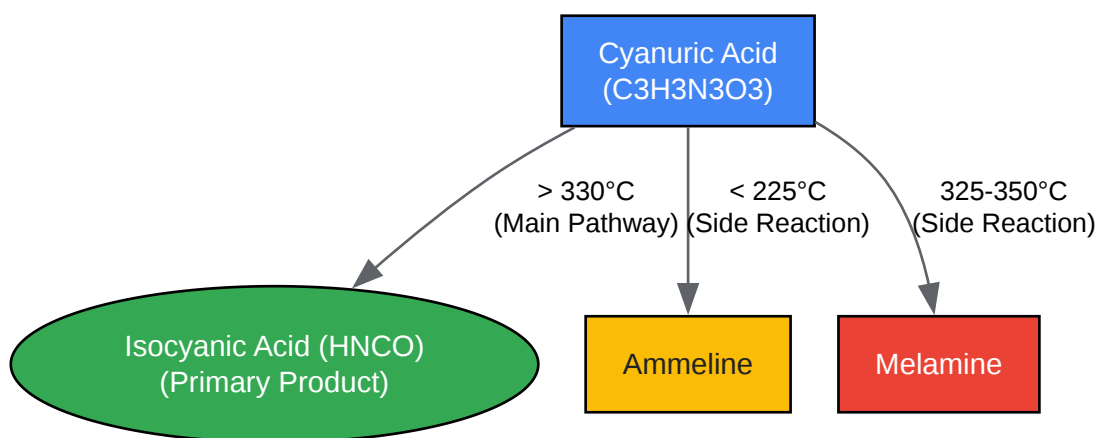 Cyanuric Acid
(C3H3N3O3)
> 330°C
(Main Pathway)
< 225°C
(Side Reaction)
325-350°C
(Side Reaction)
Isocyanic Acid (HNCO)
(Primary Product)
Ammeline
Melamine